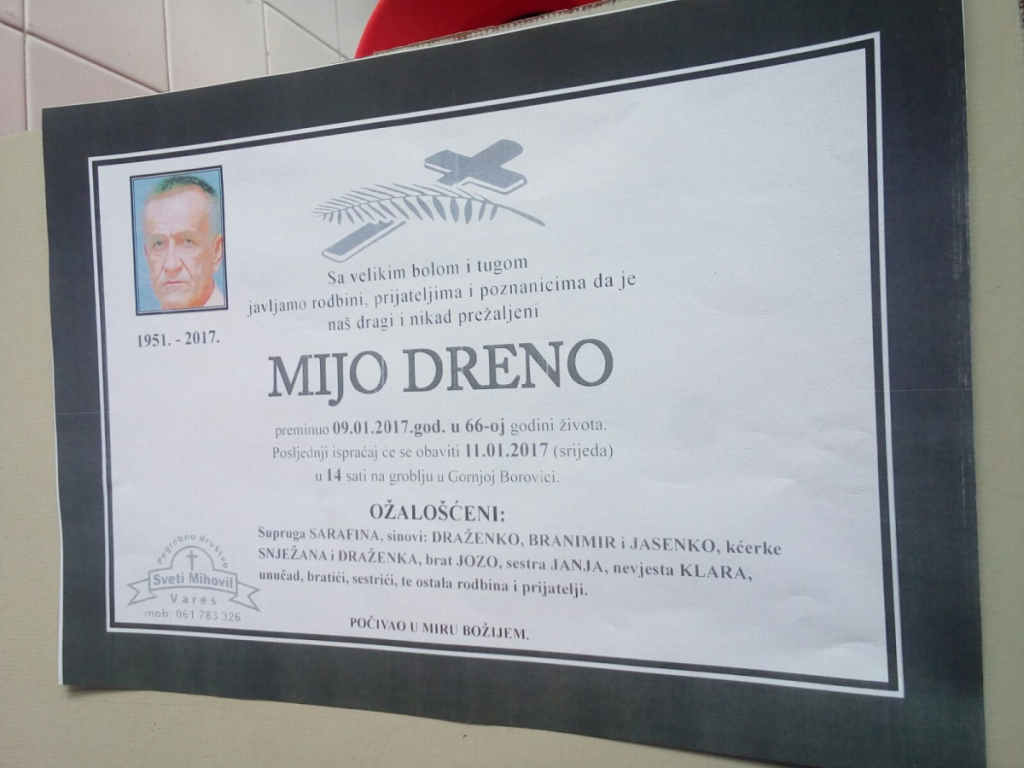 Sa velikim bolom i tugom
javljamo rodbini, prijateljima i poznanicima da je
naš dragi i nikad prežaljeni
1951. - 2017.
MIJO DRENO
preminuo 09.01.2017.god. u 66-oj godini života.
Posljednji ispraćaj će se obaviti 11.01.2017 (srijeda)
u 14 sati na groblju u Gornjoj Borovici.
OŽALOŠĆENI:
Supruga SARAFINA, sinovi: DRAŽENKO, BRANIMIR i JASENKO, kćerke
SNJEŽANA i DRAŽENKA, brat JOZO, sestra JANJA, nevjesta KLARA,
unučad, bratići, sestrići, te ostala rodbina i prijatelji.
POČIVAO U MIRU BOŽIJEM.
Pogrebno društvo
Sveti Mihovil
Vareš
mob: 061 783 326